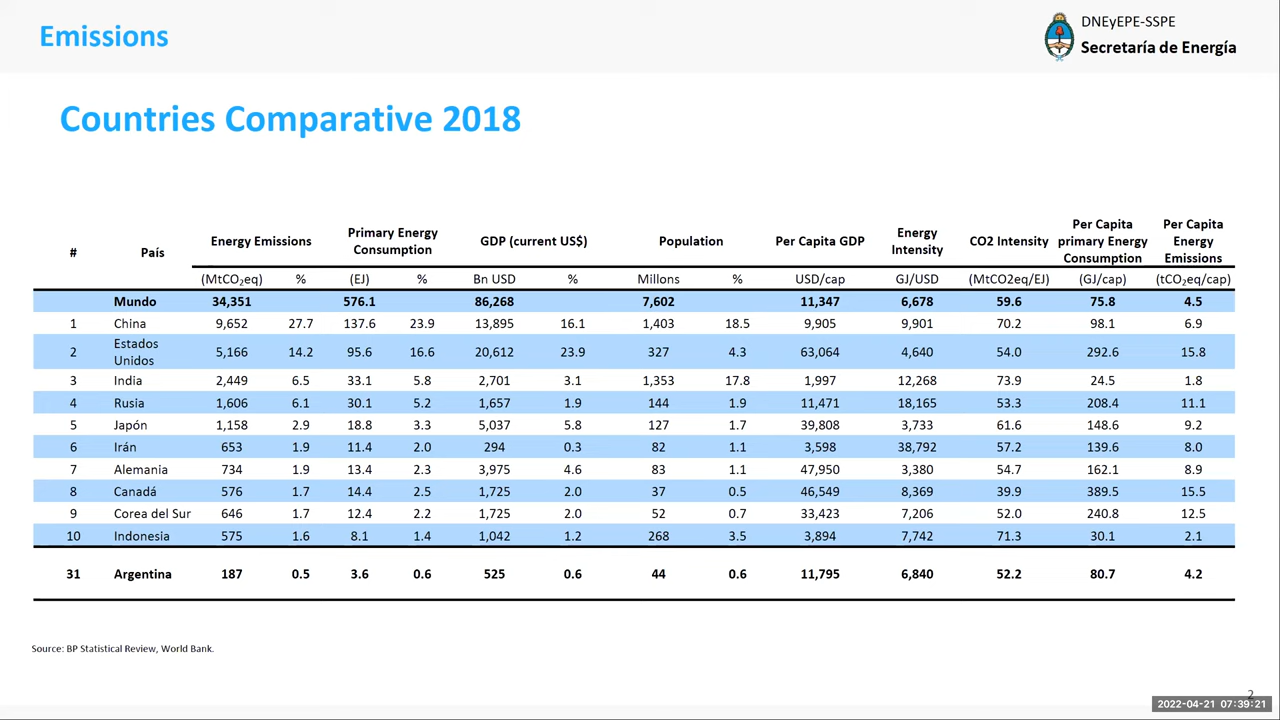 Emissions
DNEyEPE-SSPE
Secretaría de Energía
Countries Comparative 2018
# País Energy Emissions Primary Energy Consumption GDP (current US$) Population Per Capita GDP Energy Intensity CO2 Intensity Per Capita primary Energy Consumption Per Capita Energy Emissions
(MtCO₂eq) % (EJ) % Bn USD % Millons % USD/cap GJ/USD (MtCO2eq/EJ) (GJ/cap) (tCO₂eq/cap)
Mundo 34,351 576.1 86,268 7,602 11,347 6,678 59.6 75.8 4.5
1 China 9,652 27.7 137.6 23.9 13,895 16.1 1,403 18.5 9,905 9,901 70.2 98.1 6.9
2 Estados Unidos 5,166 14.2 95.6 16.6 20,612 23.9 327 4.3 63,064 4,640 54.0 292.6 15.8
3 India 2,449 6.5 33.1 5.8 2,701 3.1 1,353 17.8 1,997 12,268 73.9 24.5 1.8
4 Rusia 1,606 6.1 30.1 5.2 1,657 1.9 144 1.9 11,471 18,165 53.3 208.4 11.1
5 Japón 1,158 2.9 18.8 3.3 5,037 5.8 127 1.7 39,808 3,733 61.6 148.6 9.2
6 Irán 653 1.9 11.4 2.0 294 0.3 82 1.1 3,598 38,792 57.2 139.6 8.0
7 Alemania 734 1.9 13.4 2.3 3,975 4.6 83 1.1 47,950 3,380 54.7 162.1 8.9
8 Canadá 576 1.7 14.4 2.5 1,725 2.0 37 0.5 46,549 8,369 39.9 389.5 15.5
9 Corea del Sur 646 1.7 12.4 2.2 1,725 2.0 52 0.7 33,423 7,206 52.0 240.8 12.5
10 Indonesia 575 1.6 8.1 1.4 1,042 1.2 268 3.5 3,894 7,742 71.3 30.1 2.1
31 Argentina 187 0.5 3.6 0.6 525 0.6 44 0.6 11,795 6,840 52.2 80.7 4.2
Source: BP Statistical Review, World Bank.
2
2022-04-21 07:39:21